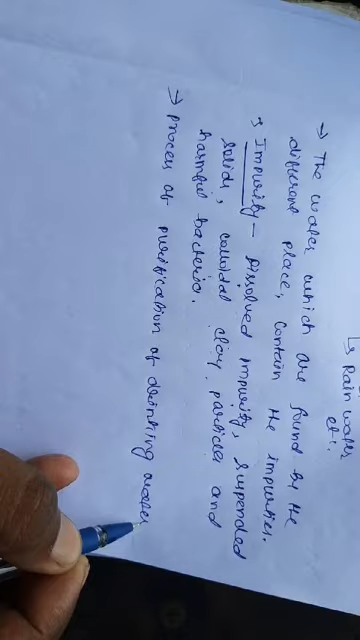 ↳ Rain water
etc.
→ The water which are found by the
different place, contain the impurities.
↳ Impurity - Dissolved impurity, suspended
solids, colloidal clay particles and
harmful bacteria.
→ Process of purification of drinking water